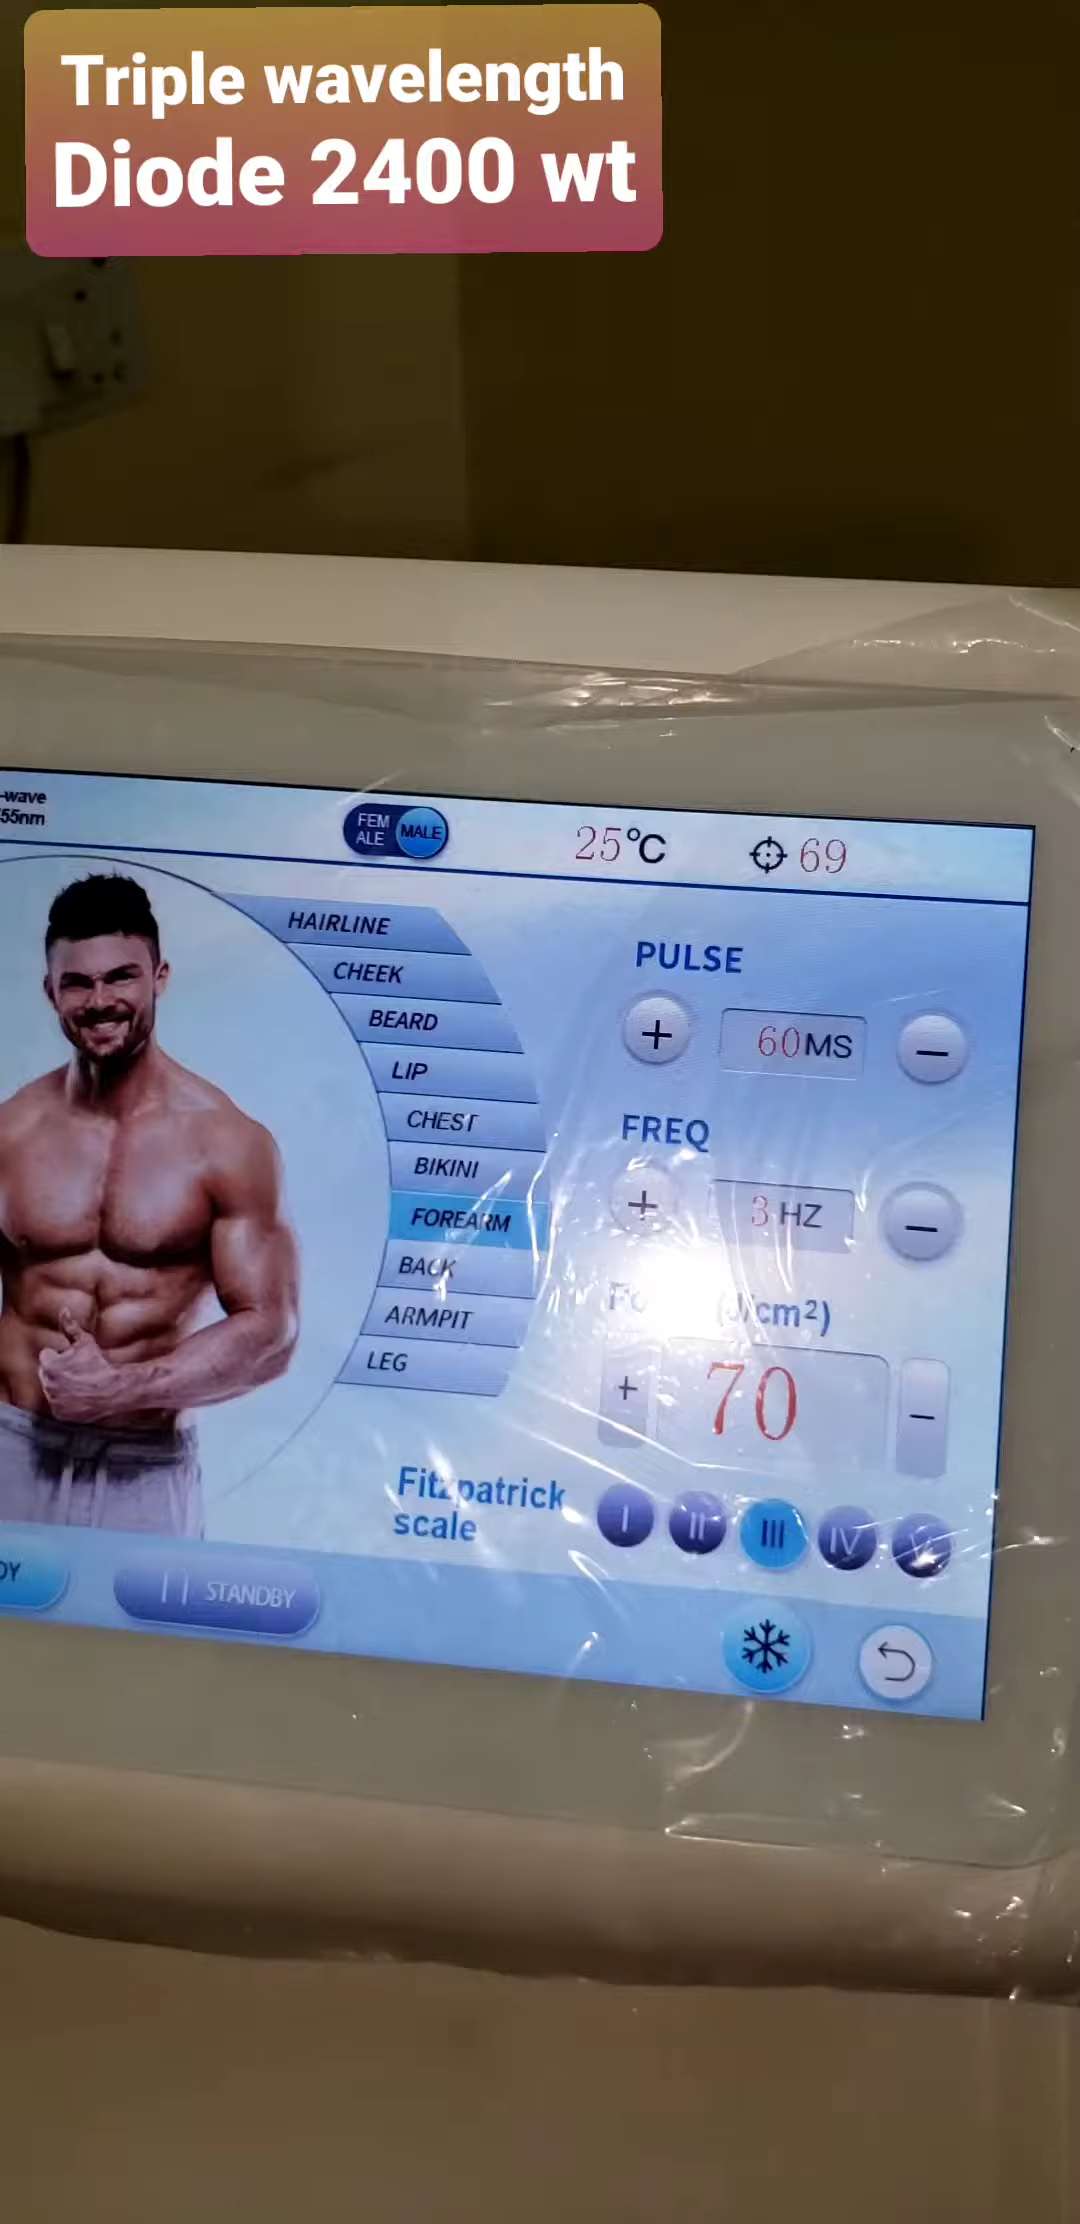 Triple wavelength
Diode 2400 wt
-wave
55nm
FEM
ALE
MALE
25°C
69
HAIRLINE
CHEEK
BEARD
LIP
CHEST
BIKINI
FOREARM
BACK
ARMPIT
LEG
PULSE
+ 60MS −
FREQ
+ 3 HZ −
(J/cm²)
+ 70 −
Fitzpatrick
scale
I II III IV V
DY
STANDBY